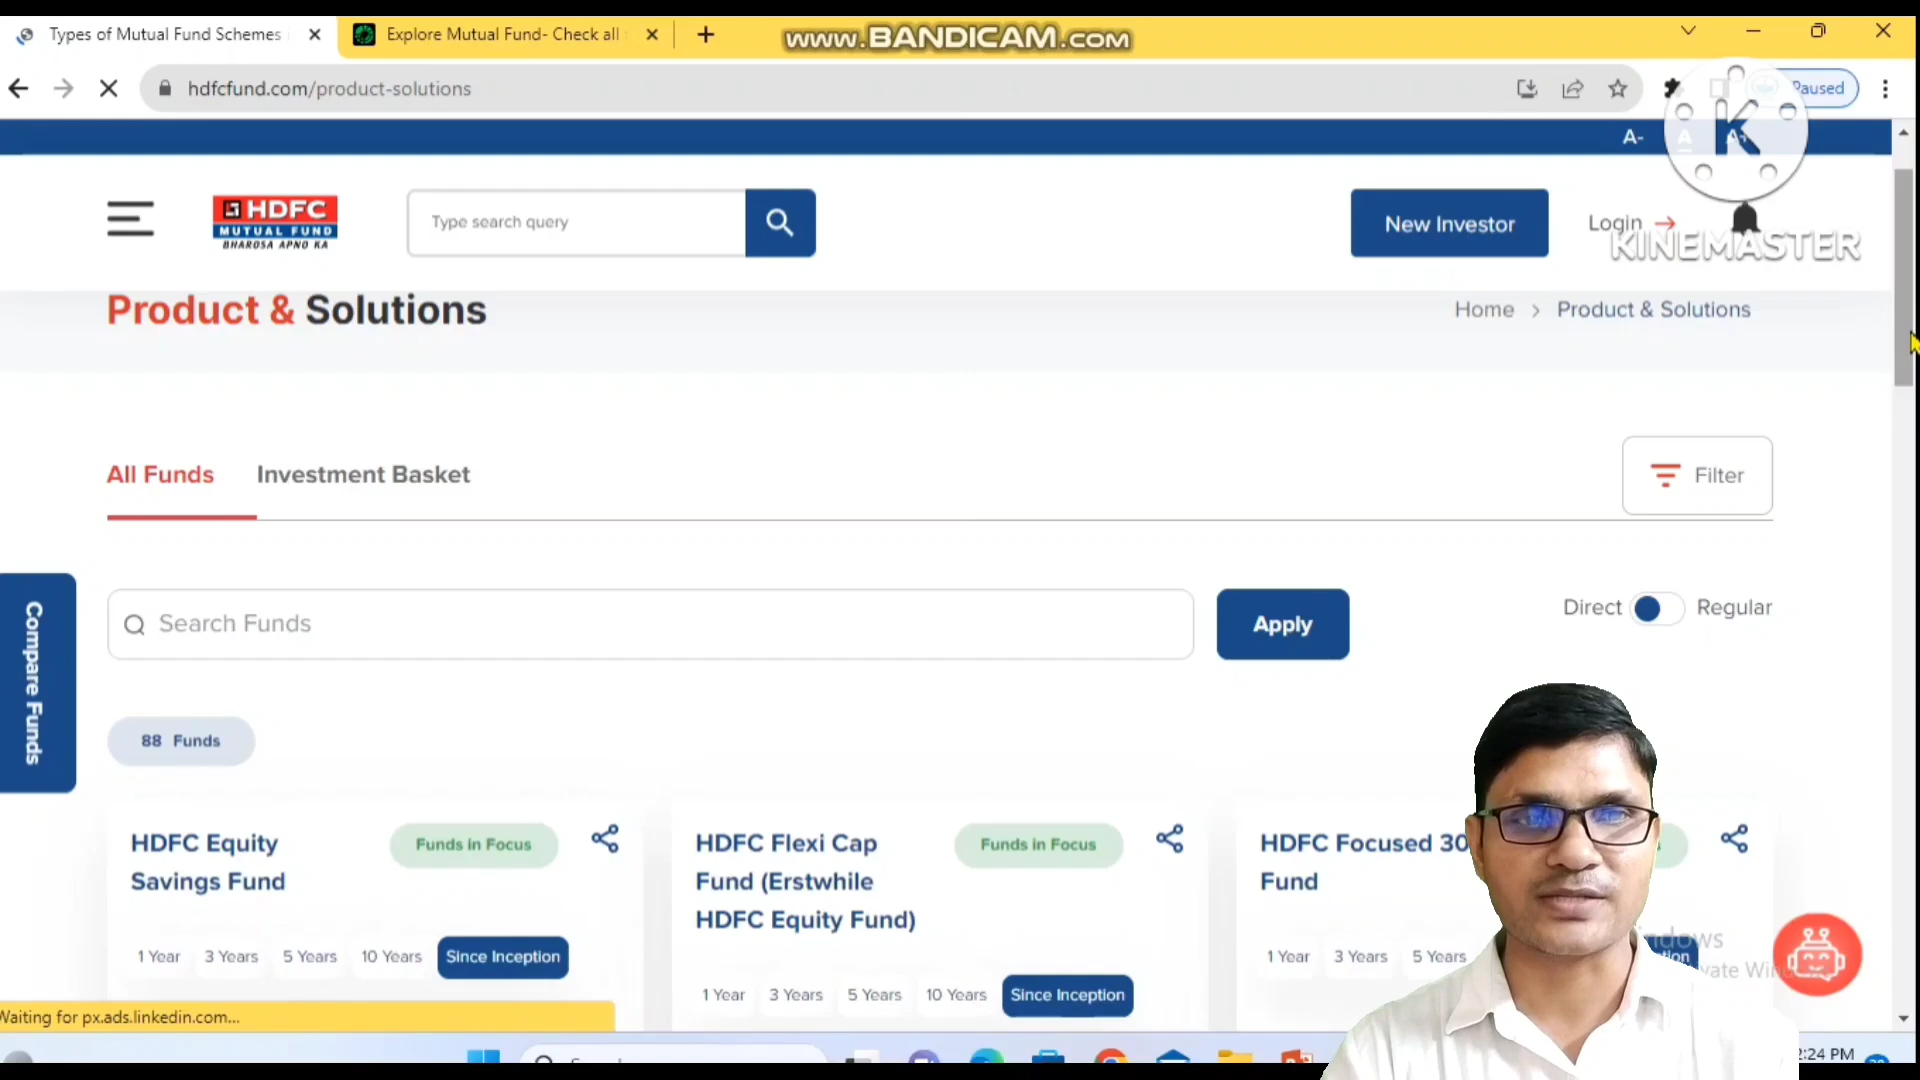 Types of Mutual Fund Schemes
Explore Mutual Fund- Check all
www.BANDICAM.com
hdfcfund.com/product-solutions
Paused
A- A A+
HDFC
MUTUAL FUND
BHAROSA APNO KA
Type search query
New Investor
Login
K
KINEMASTER
Product & Solutions
Home > Product & Solutions
All Funds
Investment Basket
Filter
Compare Funds
Search Funds
Apply
Direct
Regular
88 Funds
HDFC Equity
Savings Fund
Funds in Focus
1 Year 3 Years 5 Years 10 Years Since Inception
HDFC Flexi Cap
Fund (Erstwhile
HDFC Equity Fund)
Funds in Focus
1 Year 3 Years 5 Years 10 Years Since Inception
HDFC Focused 30
Fund
1 Year 3 Years 5 Years
Waiting for px.ads.linkedin.com...
2:24 PM